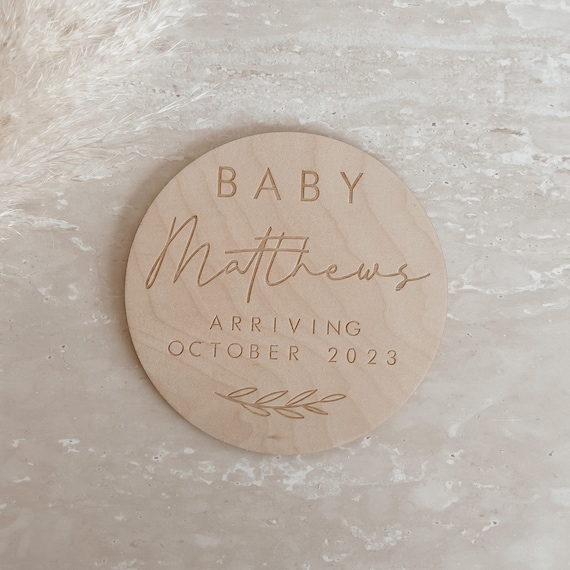 BABY
Matthews
ARRIVING
OCTOBER 2023